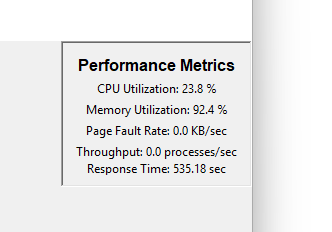 Performance Metrics
CPU Utilization: 23.8 %
Memory Utilization: 92.4 %
Page Fault Rate: 0.0 KB/sec
Throughput: 0.0 processes/sec
Response Time: 535.18 sec